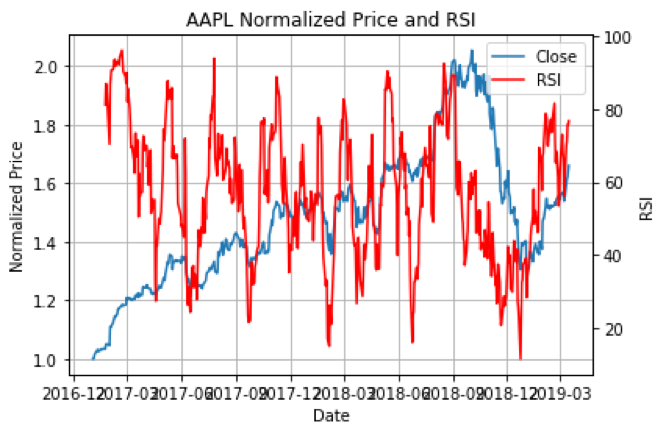 AAPL Normalized Price and RSI
Close
RSI
2.0
1.8
1.6
1.4
1.2
1.0
Normalized Price
100
80
60
40
20
RSI
2016-12 2017-03 2017-06 2017-09 2017-12 2018-03 2018-06 2018-09 2018-12 2019-03
Date